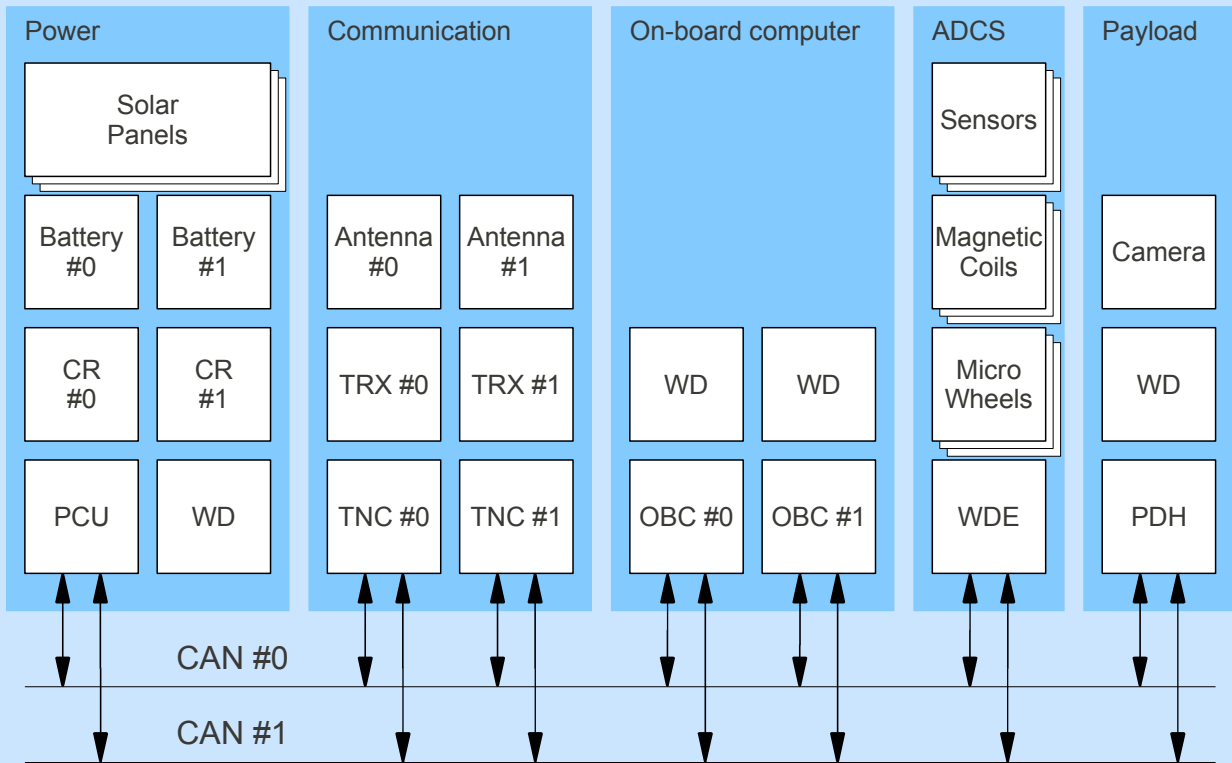 Power
Solar
Panels
Battery
#0
Battery
#1
CR
#0
CR
#1
PCU
WD
Communication
Antenna
#0
Antenna
#1
TRX #0
TRX #1
TNC #0
TNC #1
On-board computer
WD
WD
OBC #0
OBC #1
ADCS
Sensors
Magnetic
Coils
Micro
Wheels
WDE
Payload
Camera
WD
PDH
CAN #0
CAN #1